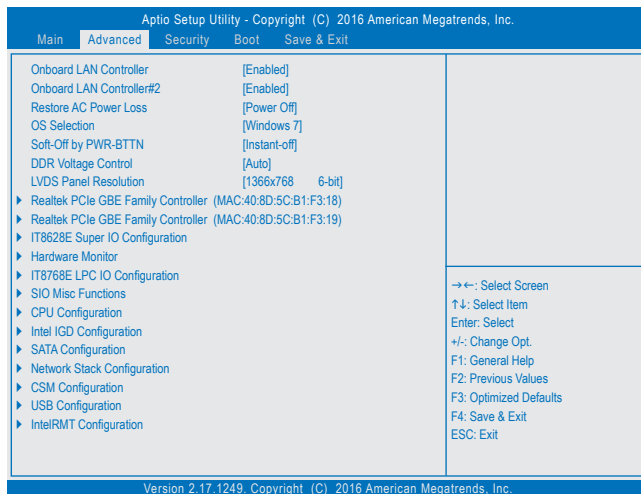 Aptio Setup Utility - Copyright (C) 2016 American Megatrends, Inc.
Main Advanced Security Boot Save & Exit
Onboard LAN Controller [Enabled]
Onboard LAN Controller#2 [Enabled]
Restore AC Power Loss [Power Off]
OS Selection [Windows 7]
Soft-Off by PWR-BTTN [Instant-off]
DDR Voltage Control [Auto]
LVDS Panel Resolution [1366x768 6-bit]
Realtek PCIe GBE Family Controller (MAC:40:8D:5C:B1:F3:18)
Realtek PCIe GBE Family Controller (MAC:40:8D:5C:B1:F3:19)
IT8628E Super IO Configuration
Hardware Monitor
IT8768E LPC IO Configuration
SIO Misc Functions
CPU Configuration
Intel IGD Configuration
SATA Configuration
Network Stack Configuration
CSM Configuration
USB Configuration
IntelRMT Configuration
→←: Select Screen
↑↓: Select Item
Enter: Select
+/-: Change Opt.
F1: General Help
F2: Previous Values
F3: Optimized Defaults
F4: Save & Exit
ESC: Exit
Version 2.17.1249. Copyright (C) 2016 American Megatrends, Inc.